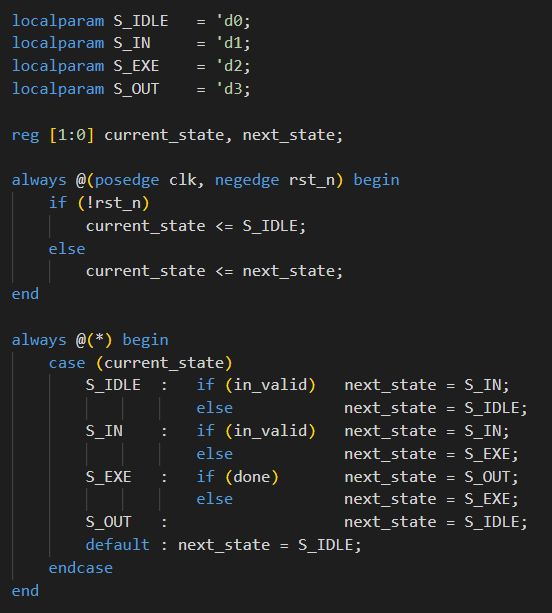 localparam S_IDLE   = 'd0;
localparam S_IN     = 'd1;
localparam S_EXE    = 'd2;
localparam S_OUT    = 'd3;
reg [1:0] current_state, next_state;
always @(posedge clk, negedge rst_n) begin
    if (!rst_n)
        current_state <= S_IDLE;
    else
        current_state <= next_state;
end
always @(*) begin
    case (current_state)
        S_IDLE  :   if (in_valid)   next_state = S_IN;
                    else            next_state = S_IDLE;
        S_IN    :   if (in_valid)   next_state = S_IN;
                    else            next_state = S_EXE;
        S_EXE   :   if (done)       next_state = S_OUT;
                    else            next_state = S_EXE;
        S_OUT   :                   next_state = S_IDLE;
        default : next_state = S_IDLE;
    endcase
end